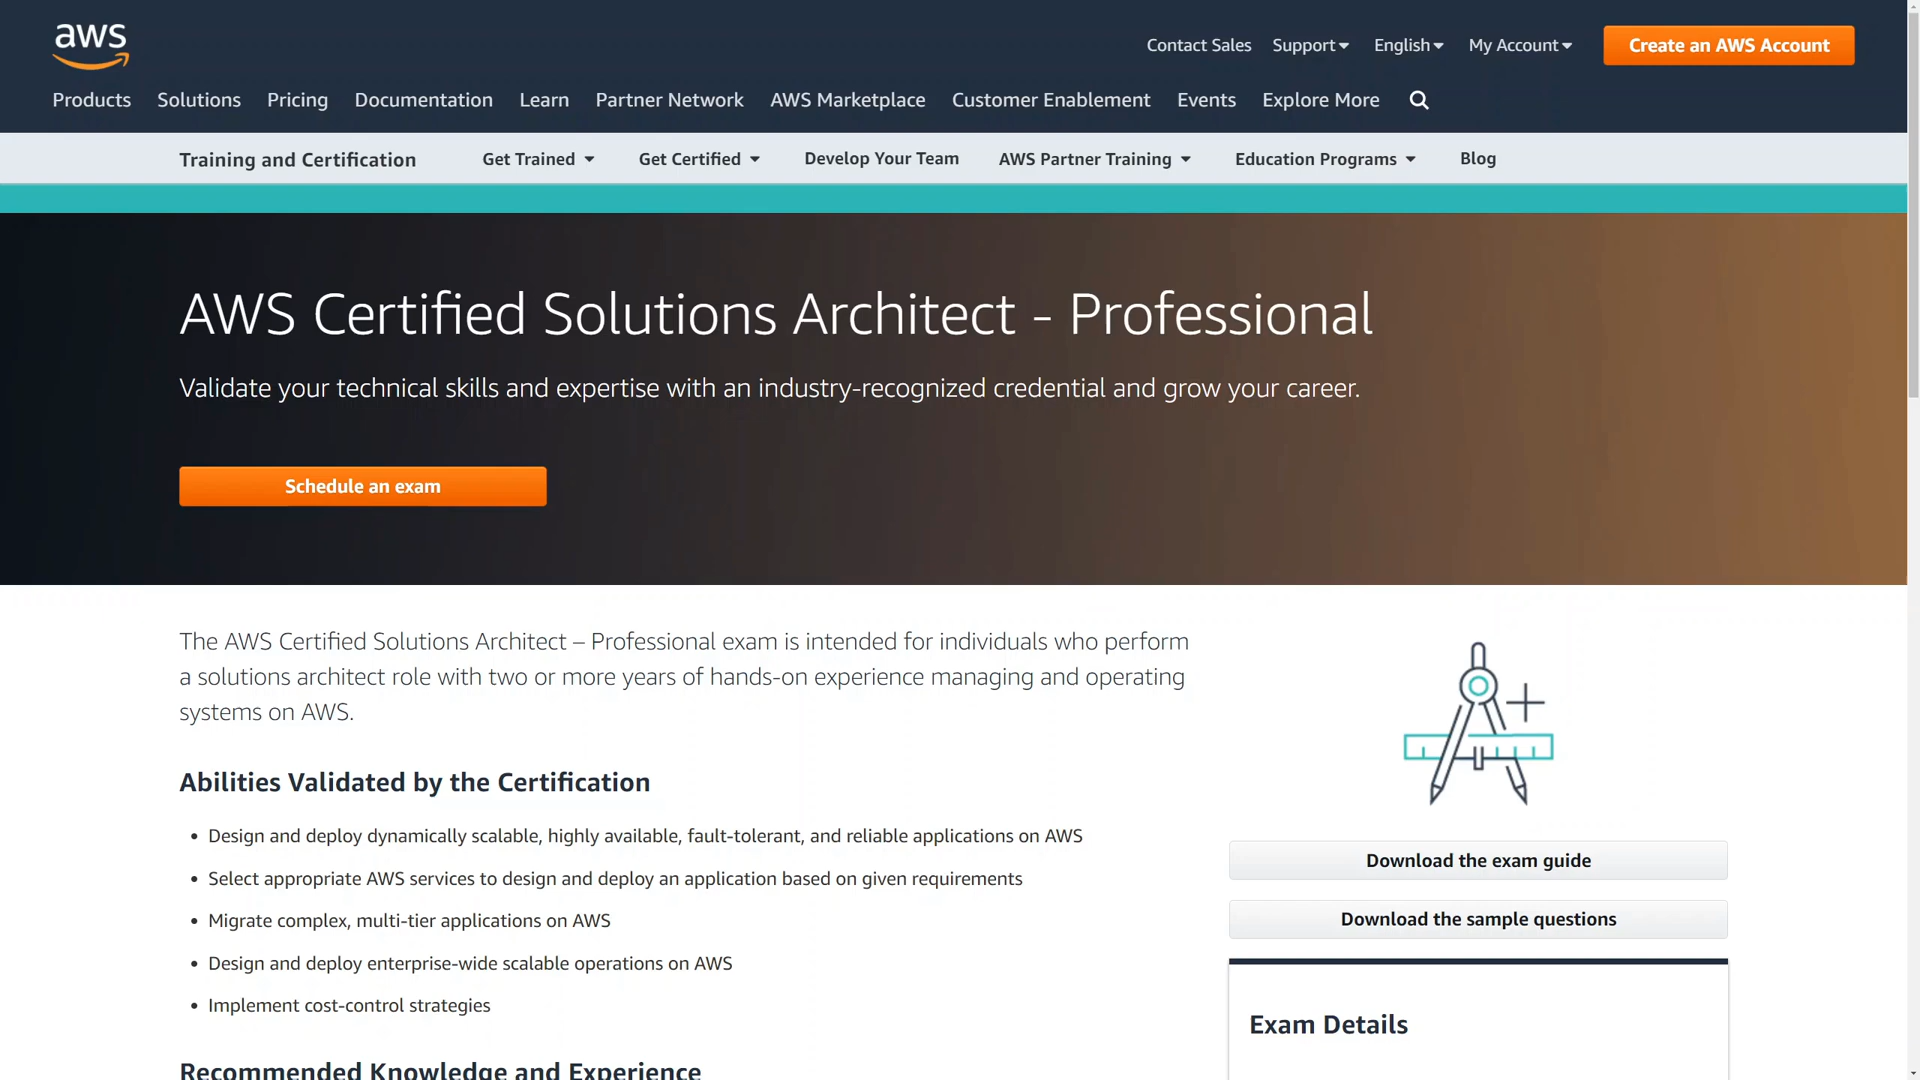 aws
Contact Sales Support English My Account Create an AWS Account
Products Solutions Pricing Documentation Learn Partner Network AWS Marketplace Customer Enablement Events Explore More
Training and Certification Get Trained Get Certified Develop Your Team AWS Partner Training Education Programs Blog
AWS Certified Solutions Architect - Professional
Validate your technical skills and expertise with an industry-recognized credential and grow your career.
Schedule an exam
The AWS Certified Solutions Architect – Professional exam is intended for individuals who perform
a solutions architect role with two or more years of hands-on experience managing and operating
systems on AWS.
Abilities Validated by the Certification
• Design and deploy dynamically scalable, highly available, fault-tolerant, and reliable applications on AWS
• Select appropriate AWS services to design and deploy an application based on given requirements
• Migrate complex, multi-tier applications on AWS
• Design and deploy enterprise-wide scalable operations on AWS
• Implement cost-control strategies
Recommended Knowledge and Experience
Download the exam guide
Download the sample questions
Exam Details